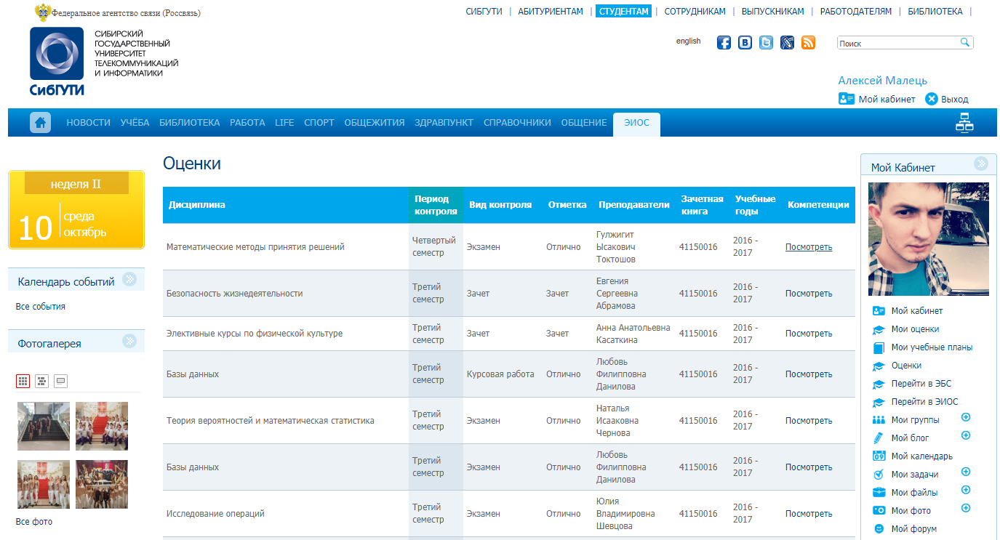 Федеральное агентство связи (Россвязь)
СИБГУТИ | АБИТУРИЕНТАМ | СТУДЕНТАМ | СОТРУДНИКАМ | ВЫПУСКНИКАМ | РАБОТОДАТЕЛЯМ | БИБЛИОТЕКА |
СИБИРСКИЙ
ГОСУДАРСТВЕННЫЙ
УНИВЕРСИТЕТ
ТЕЛЕКОММУНИКАЦИЙ
И ИНФОРМАТИКИ
СибГУТИ
english
Поиск
Алексей Малець
Мой кабинет Выход
НОВОСТИ УЧЁБА БИБЛИОТЕКА РАБОТА LIFE СПОРТ ОБЩЕЖИТИЯ ЗДРАВПУНКТ СПРАВОЧНИКИ ОБЩЕНИЕ ЭИОС
неделя II
10
среда
октябрь
Календарь событий
Все события
Фотогалерея
Все фото
Оценки
Дисциплина Период контроля Вид контроля Отметка Преподаватели Зачетная книга Учебные годы Компетенции
Математические методы принятия решений Четвертый семестр Экзамен Отлично Гулжигит Ысакович Токтошов 41150016 2016 - 2017 Посмотреть
Безопасность жизнедеятельности Третий семестр Зачет Зачет Евгения Сергеевна Абрамова 41150016 2016 - 2017 Посмотреть
Элективные курсы по физической культуре Третий семестр Зачет Зачет Анна Анатольевна Касаткина 41150016 2016 - 2017 Посмотреть
Базы данных Третий семестр Курсовая работа Отлично Любовь Филипповна Данилова 41150016 2016 - 2017 Посмотреть
Теория вероятностей и математическая статистика Третий семестр Экзамен Отлично Наталья Исааковна Чернова 41150016 2016 - 2017 Посмотреть
Базы данных Третий семестр Экзамен Отлично Любовь Филипповна Данилова 41150016 2016 - 2017 Посмотреть
Исследование операций Третий семестр Экзамен Отлично Юлия Владимировна Шевцова 41150016 2016 - 2017 Посмотреть
Мой Кабинет
Мой кабинет
Мои оценки
Мои учебные планы
Оценки
Перейти в ЭБС
Перейти в ЭИОС
Мои группы
Мой блог
09 Мой календарь
Мои задачи
Мои файлы
Мои фото
Мой форум